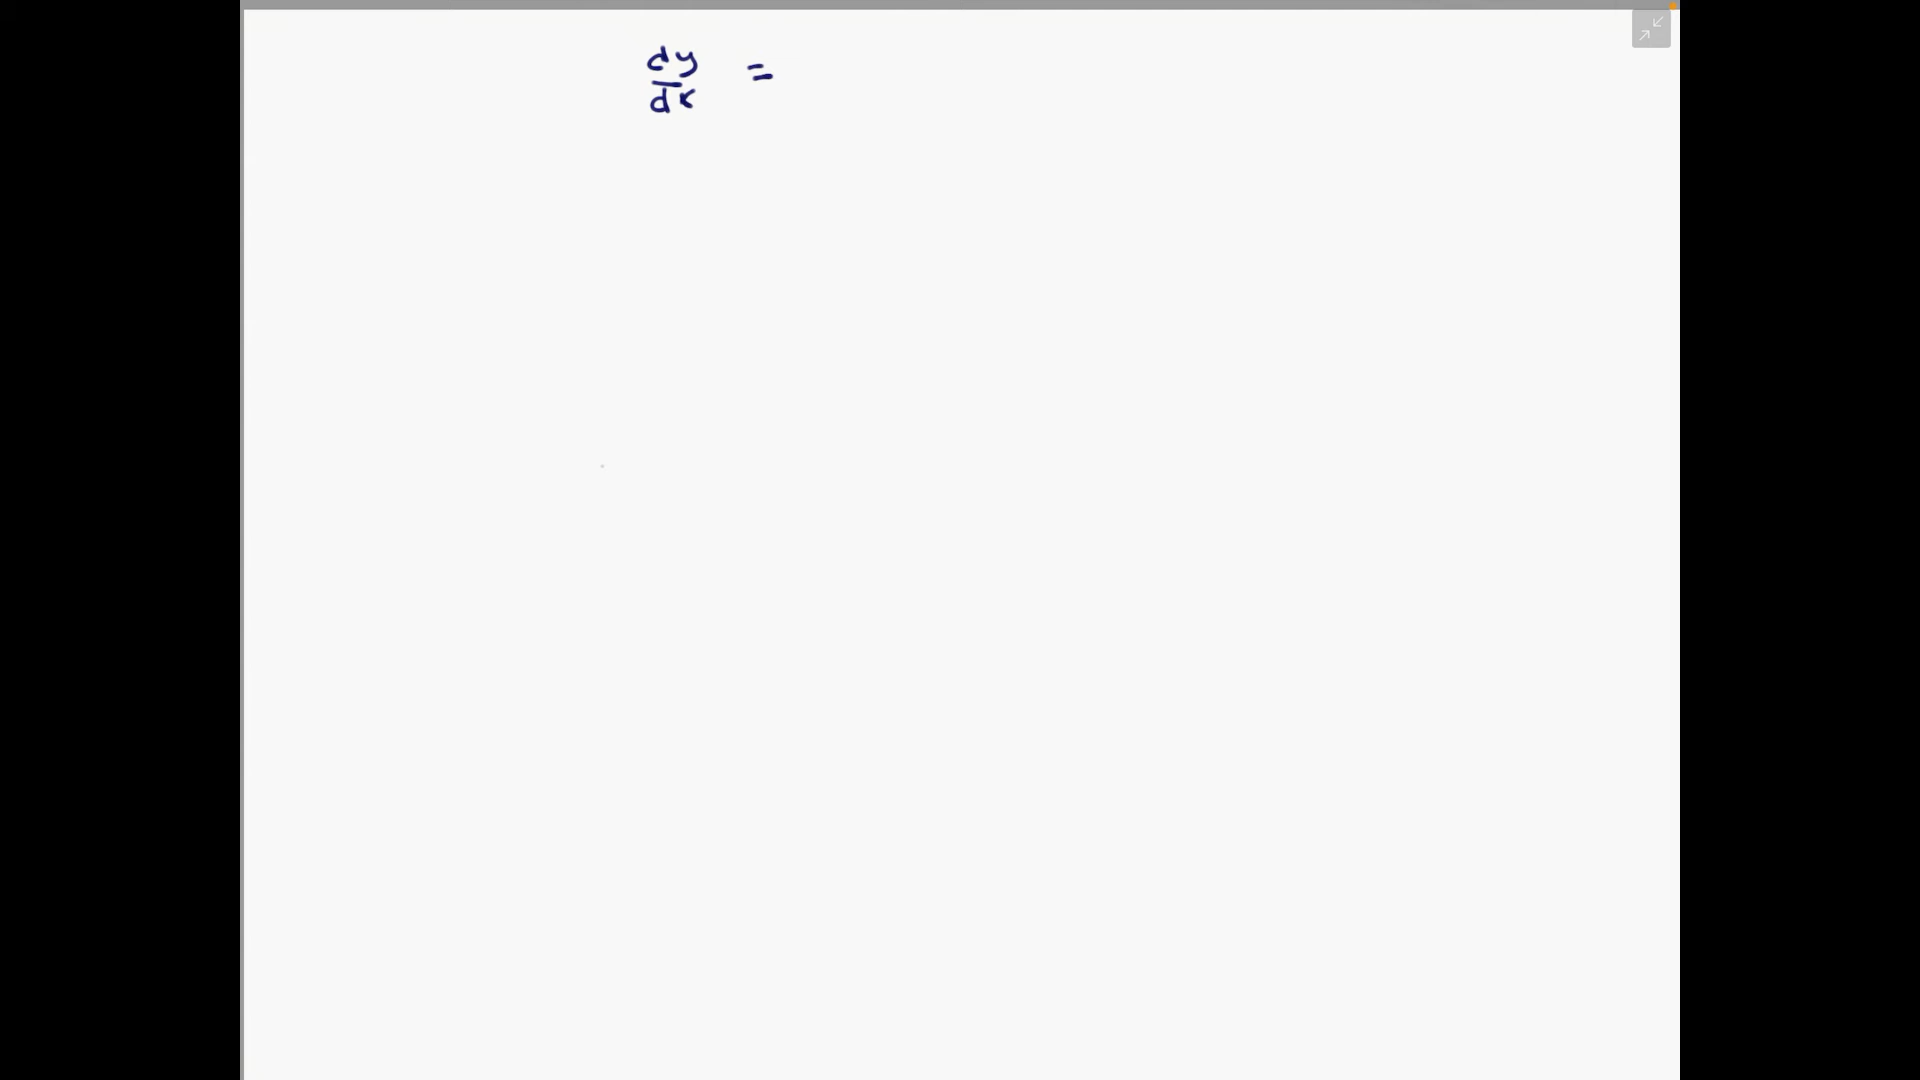 dy/dx =